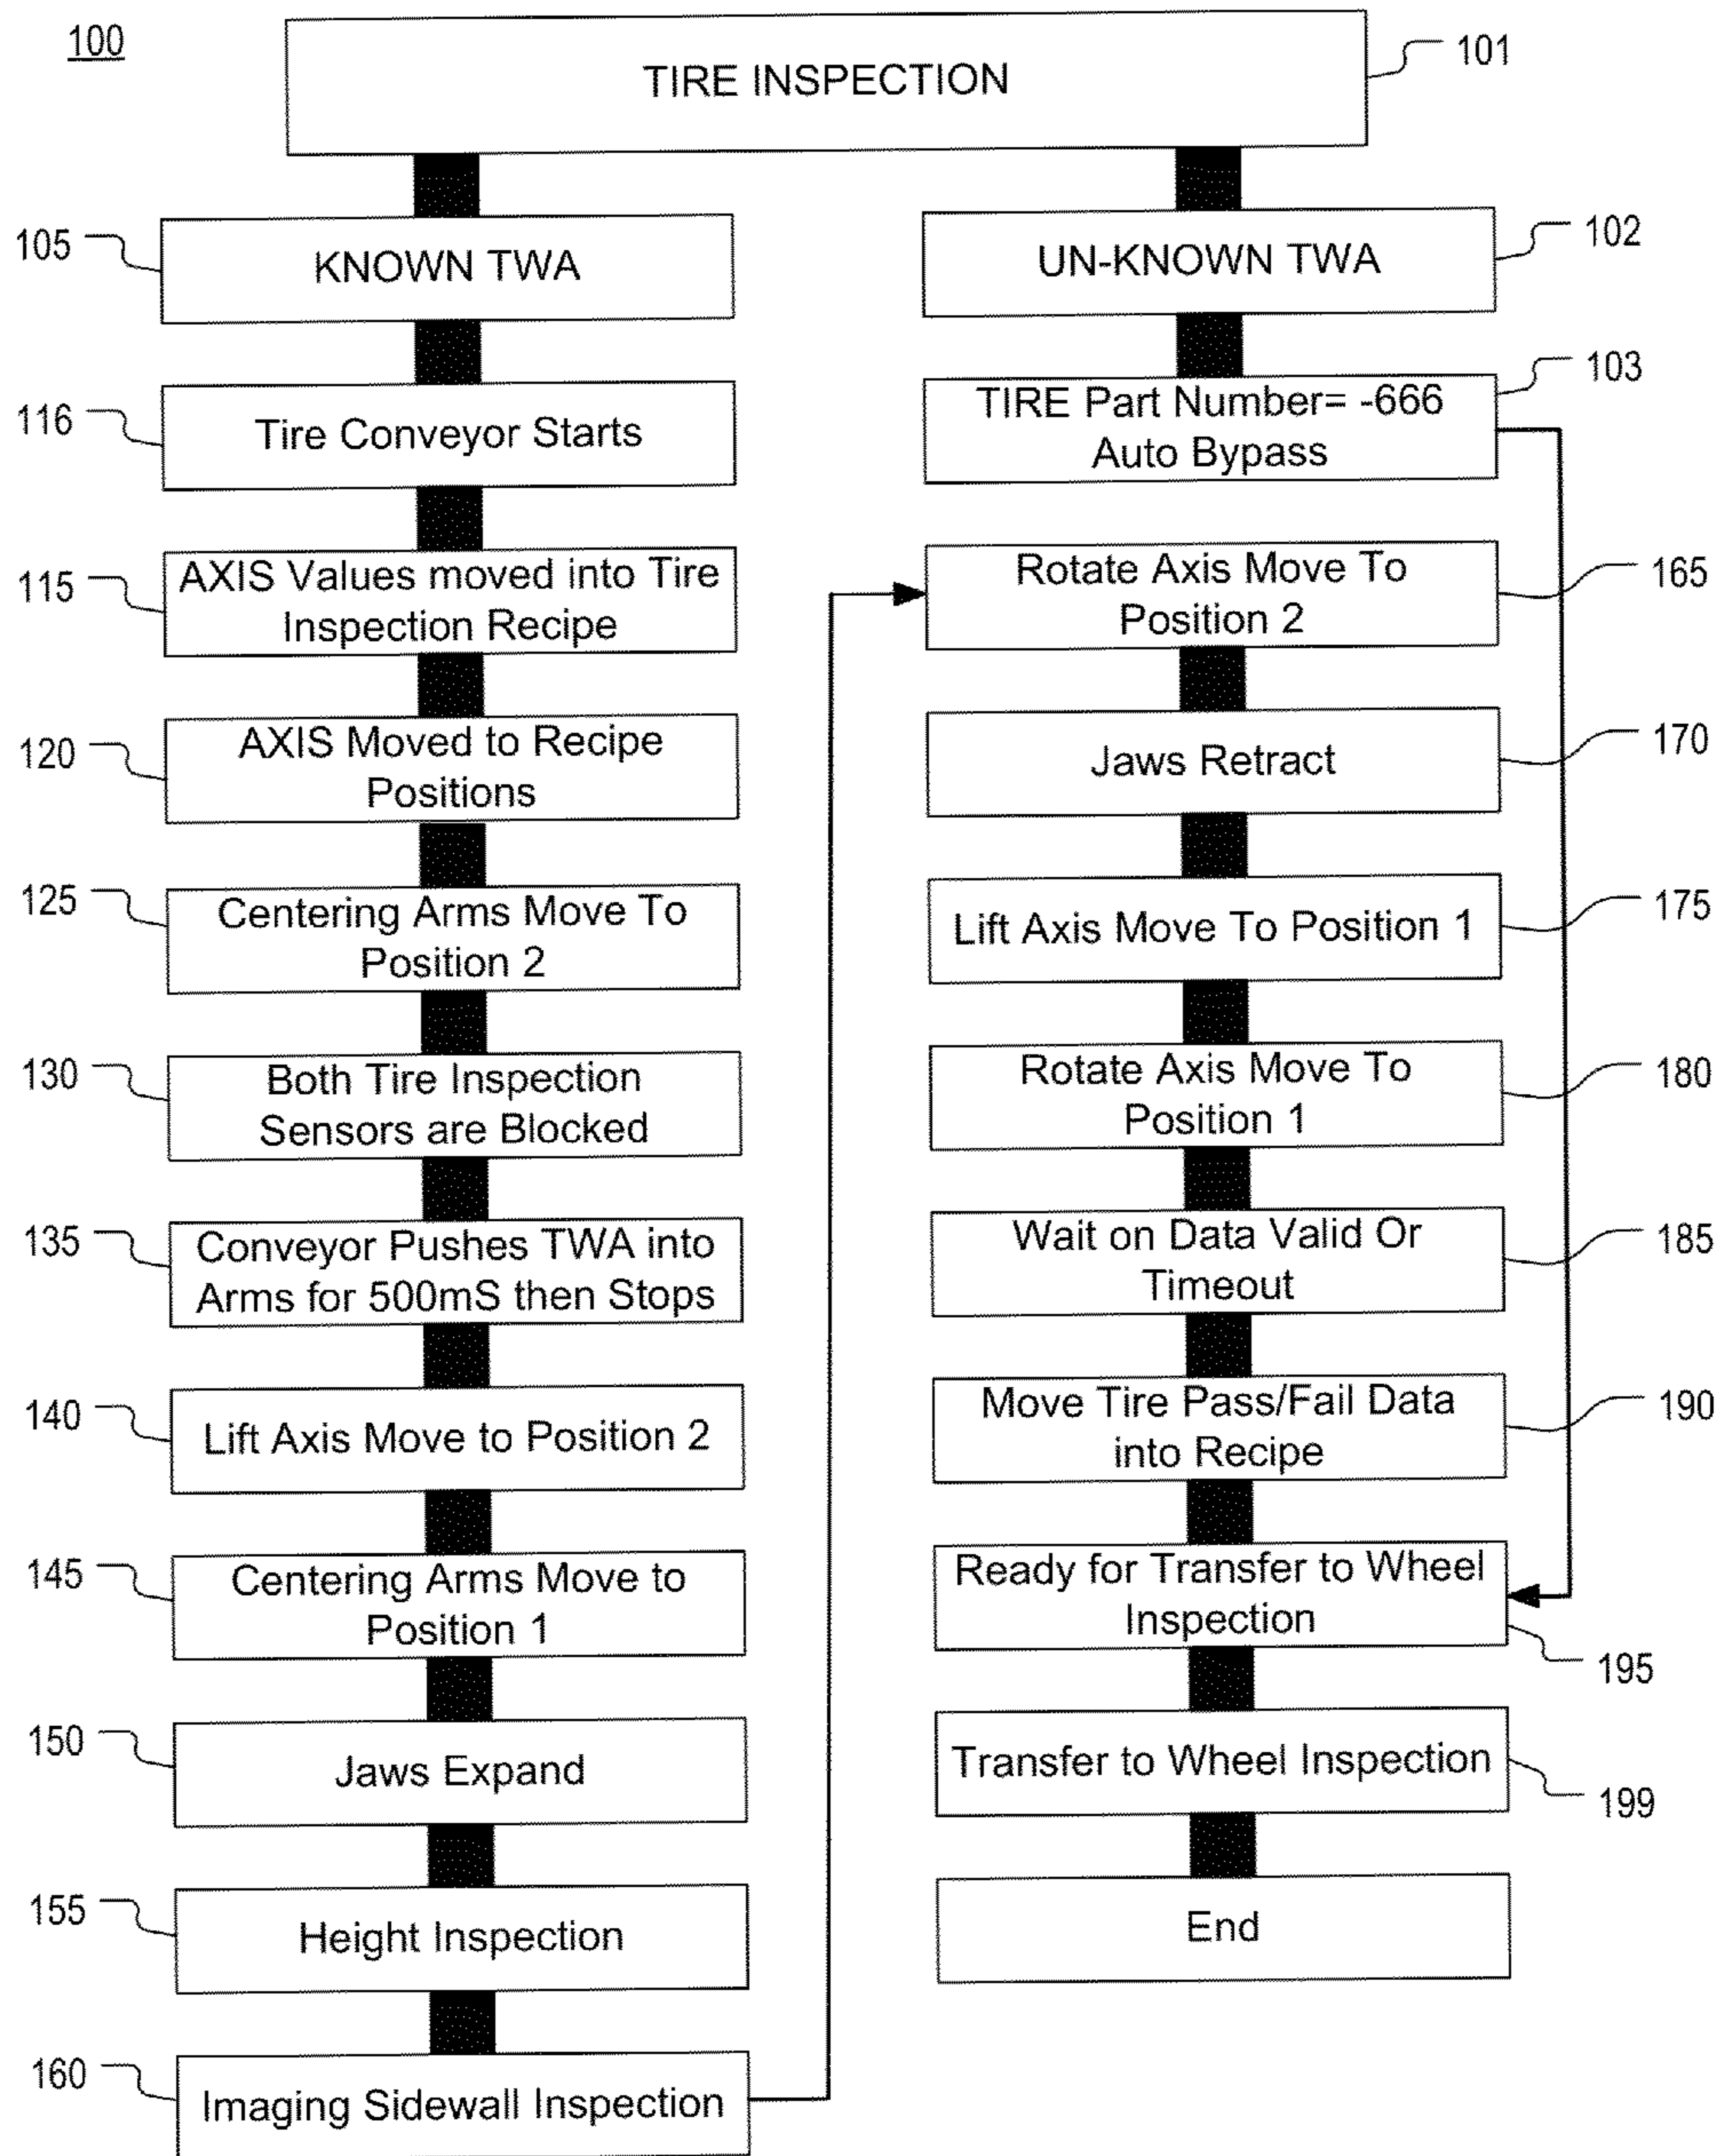 100
TIRE INSPECTION
101
105
KNOWN TWA
UN-KNOWN TWA
102
116
Tire Conveyor Starts
TIRE Part Number= -666
Auto Bypass
103
115
AXIS Values moved into Tire
Inspection Recipe
Rotate Axis Move To
Position 2
165
120
AXIS Moved to Recipe
Positions
Jaws Retract
170
125
Centering Arms Move To
Position 2
Lift Axis Move To Position 1
175
130
Both Tire Inspection
Sensors are Blocked
Rotate Axis Move To
Position 1
180
135
Conveyor Pushes TWA into
Arms for 500mS then Stops
Wait on Data Valid Or
Timeout
185
140
Lift Axis Move to Position 2
Move Tire Pass/Fail Data
into Recipe
190
145
Centering Arms Move to
Position 1
Ready for Transfer to Wheel
Inspection
195
150
Jaws Expand
Transfer to Wheel Inspection
199
155
Height Inspection
End
160
Imaging Sidewall Inspection